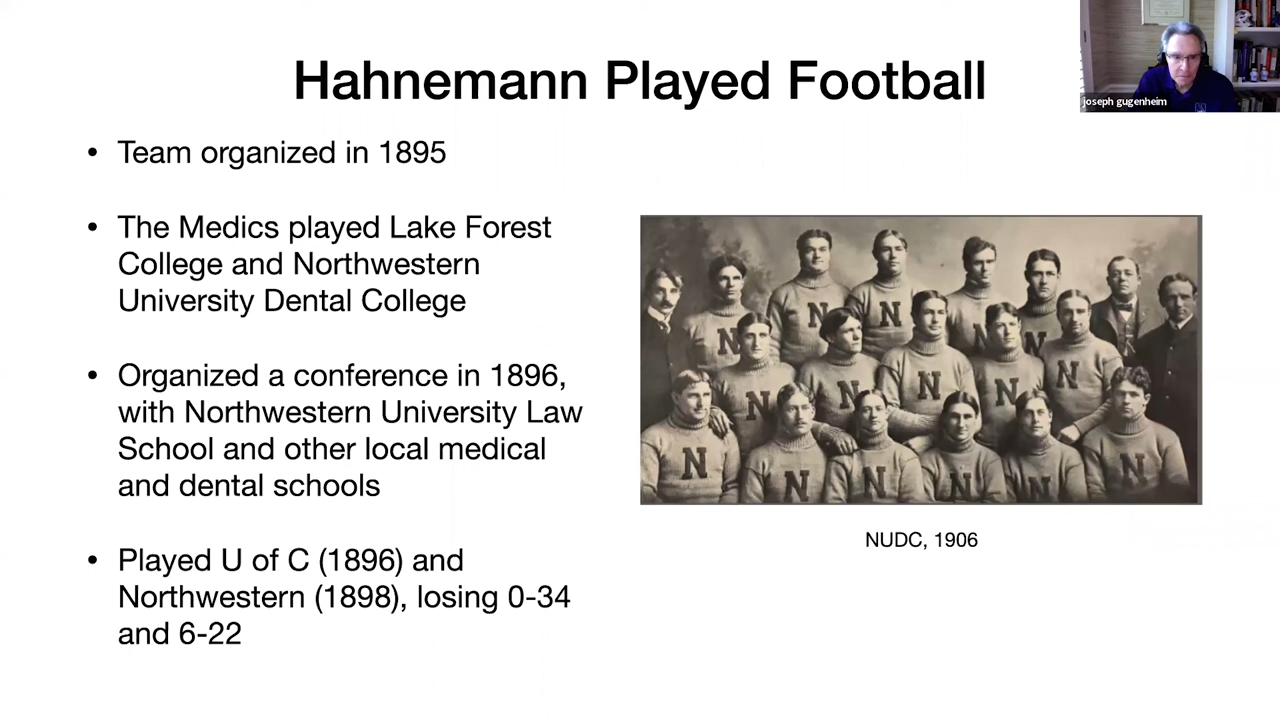 Hahnemann Played Football
joseph gugenheim
• Team organized in 1895
• The Medics played Lake Forest
College and Northwestern
University Dental College
• Organized a conference in 1896,
with Northwestern University Law
School and other local medical
and dental schools
• Played U of C (1896) and
Northwestern (1898), losing 0-34
and 6-22
N
N
N
N
N
N
N
N
N
N
N
N
N
N
NUDC, 1906